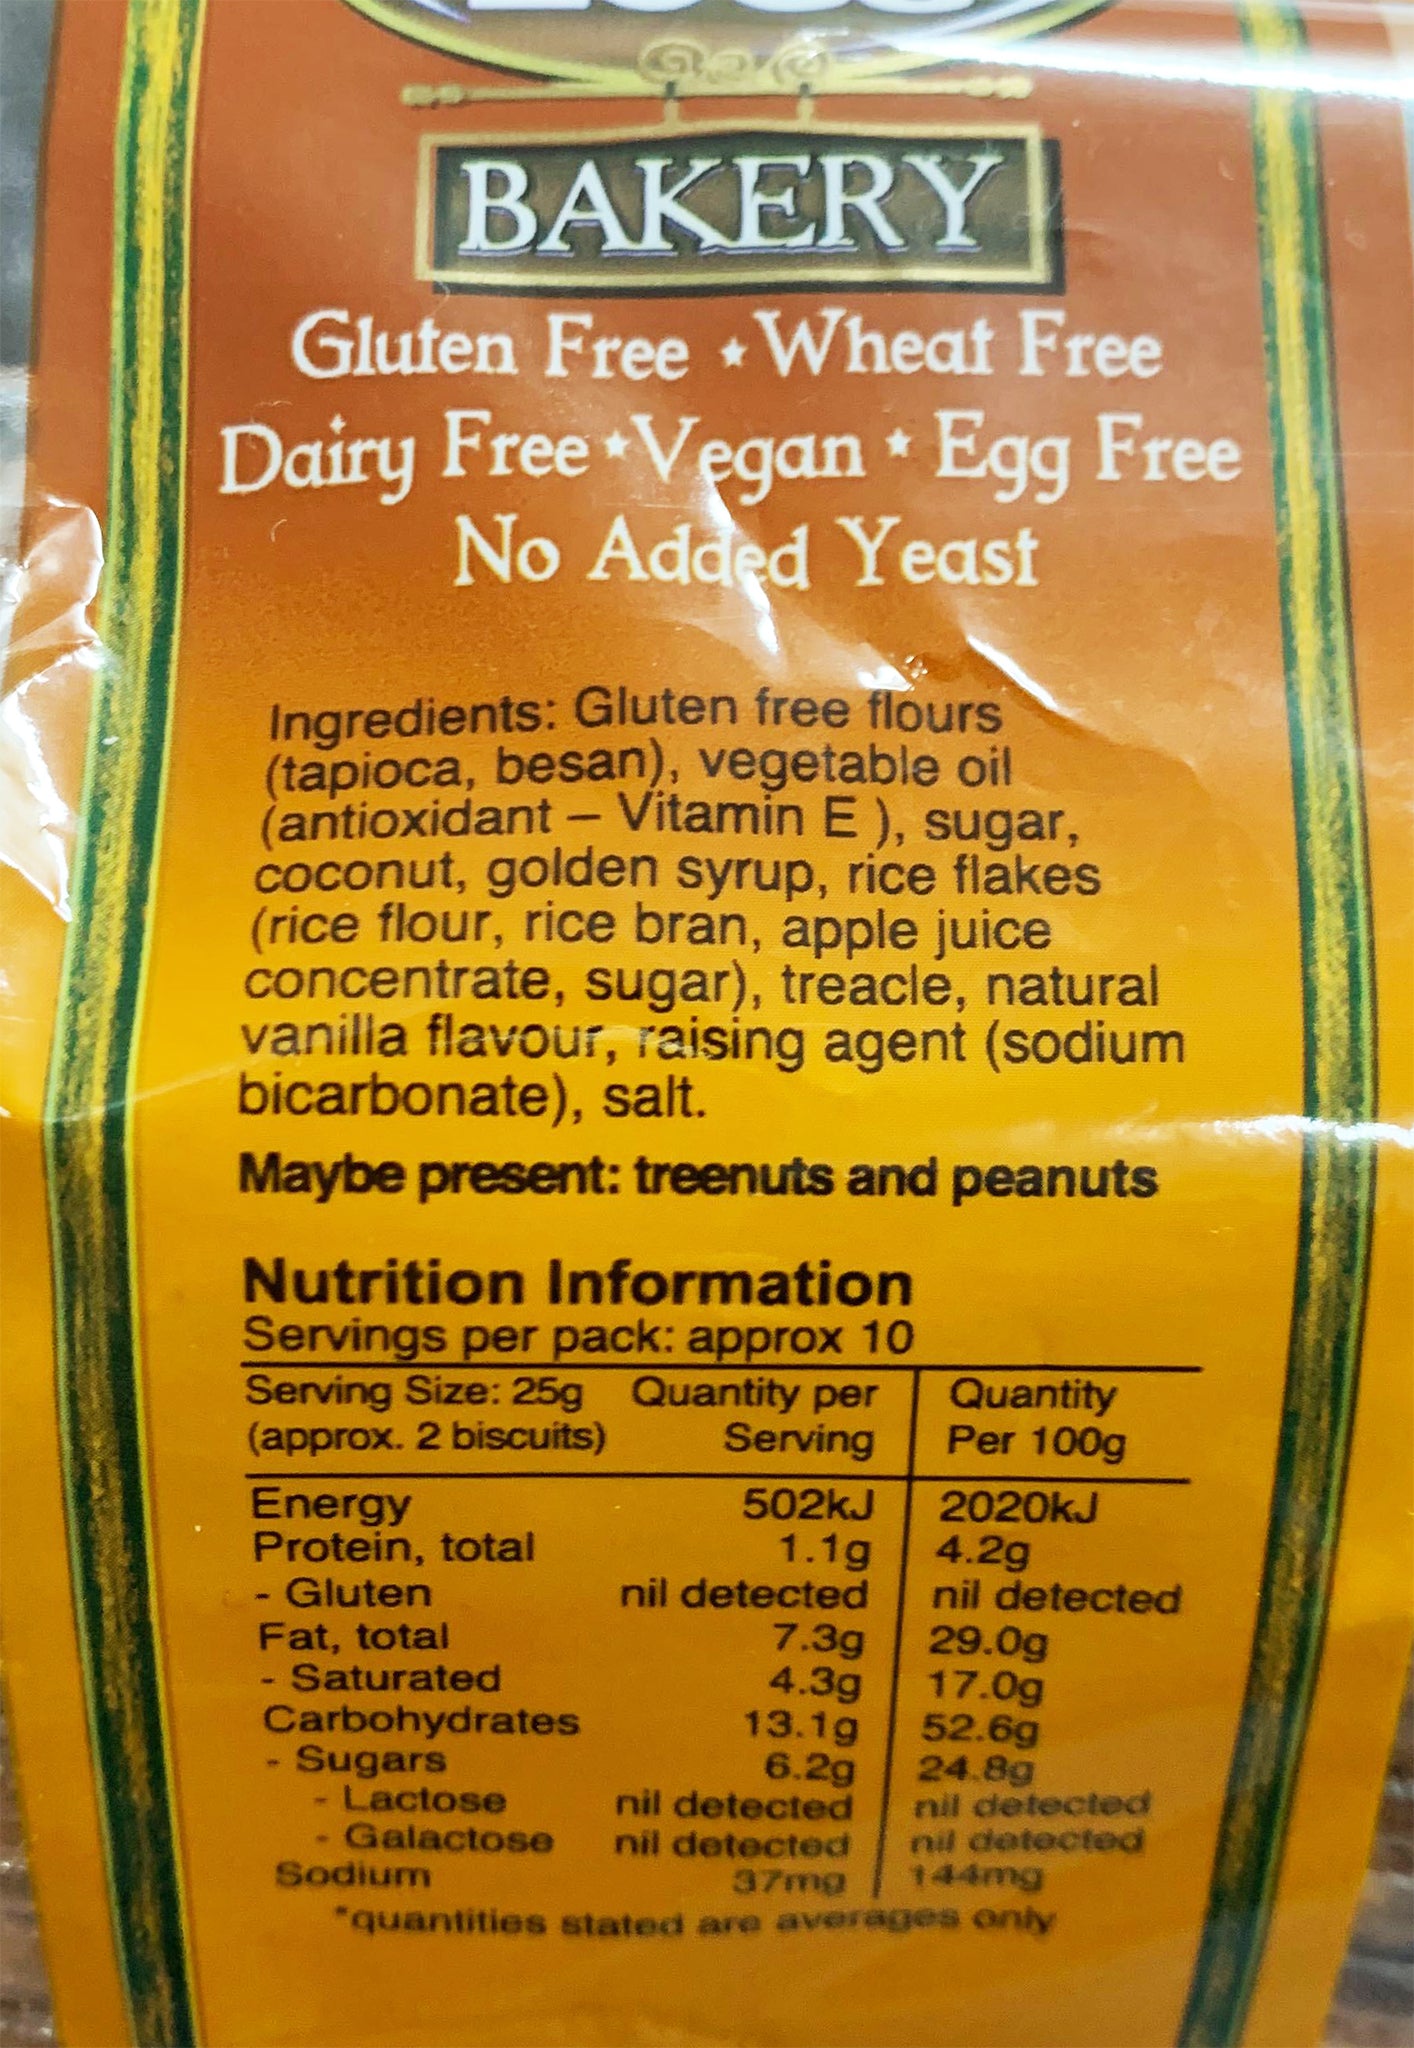 BAKERY
Gluten Free ★ Wheat Free
Dairy Free ★ Vegan ★ Egg Free
No Added Yeast
Ingredients: Gluten free flours
(tapioca, besan), vegetable oil
(antioxidant – Vitamin E ), sugar,
coconut, golden syrup, rice flakes
(rice flour, rice bran, apple juice
concentrate, sugar), treacle, natural
vanilla flavour, raising agent (sodium
bicarbonate), salt.
Maybe present: treenuts and peanuts
Nutrition Information
Servings per pack: approx 10
Serving Size: 25g Quantity per Quantity
(approx. 2 biscuits) Serving Per 100g
Energy 502kJ 2020kJ
Protein, total 1.1g 4.2g
- Gluten nil detected nil detected
Fat, total 7.3g 29.0g
- Saturated 4.3g 17.0g
Carbohydrates 13.1g 52.6g
- Sugars 6.2g 24.8g
- Lactose nil detected nil detected
- Galactose nil detected nil detected
Sodium 37mg 144mg
*quantities stated are averages only